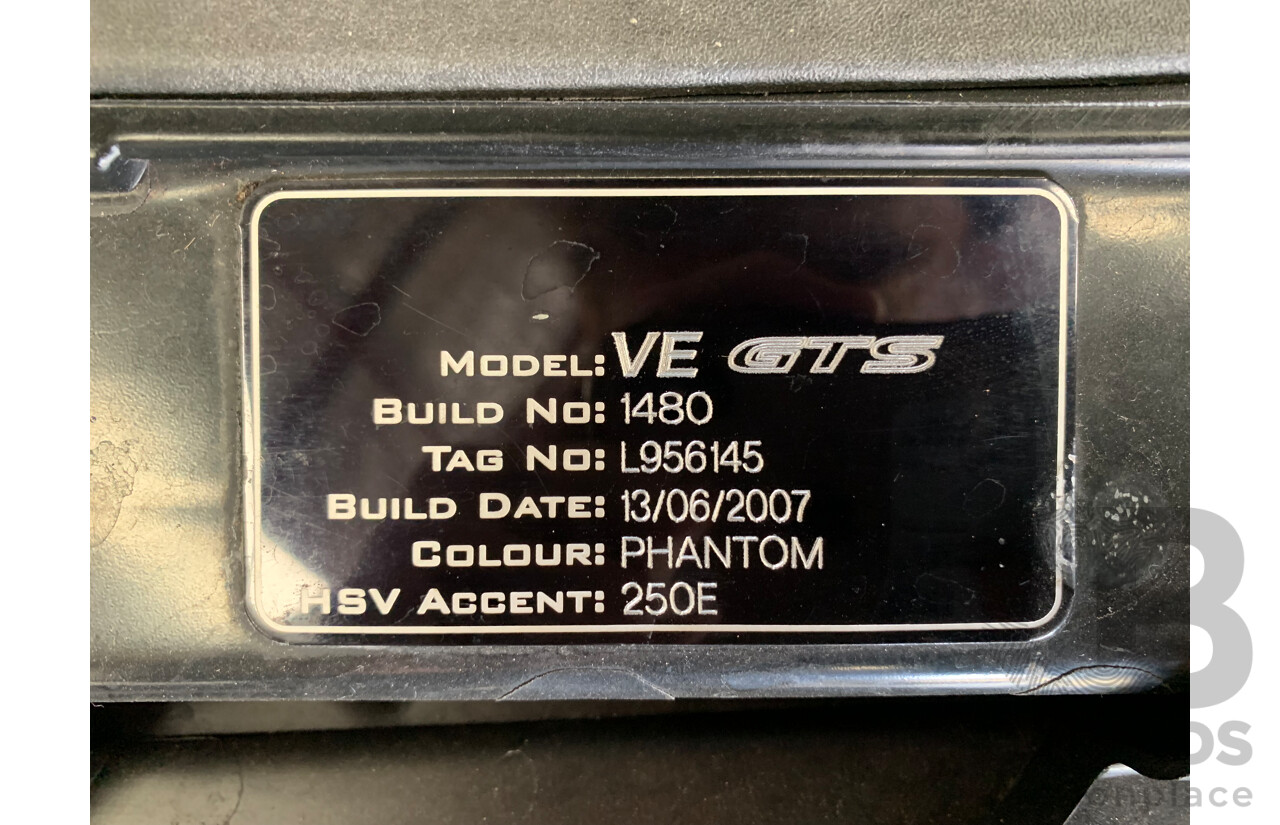 MODEL: VE GTS
BUILD NO: 1480
TAG NO: L956145
BUILD DATE: 13/06/2007
COLOUR: PHANTOM
HSV ACCENT: 250E